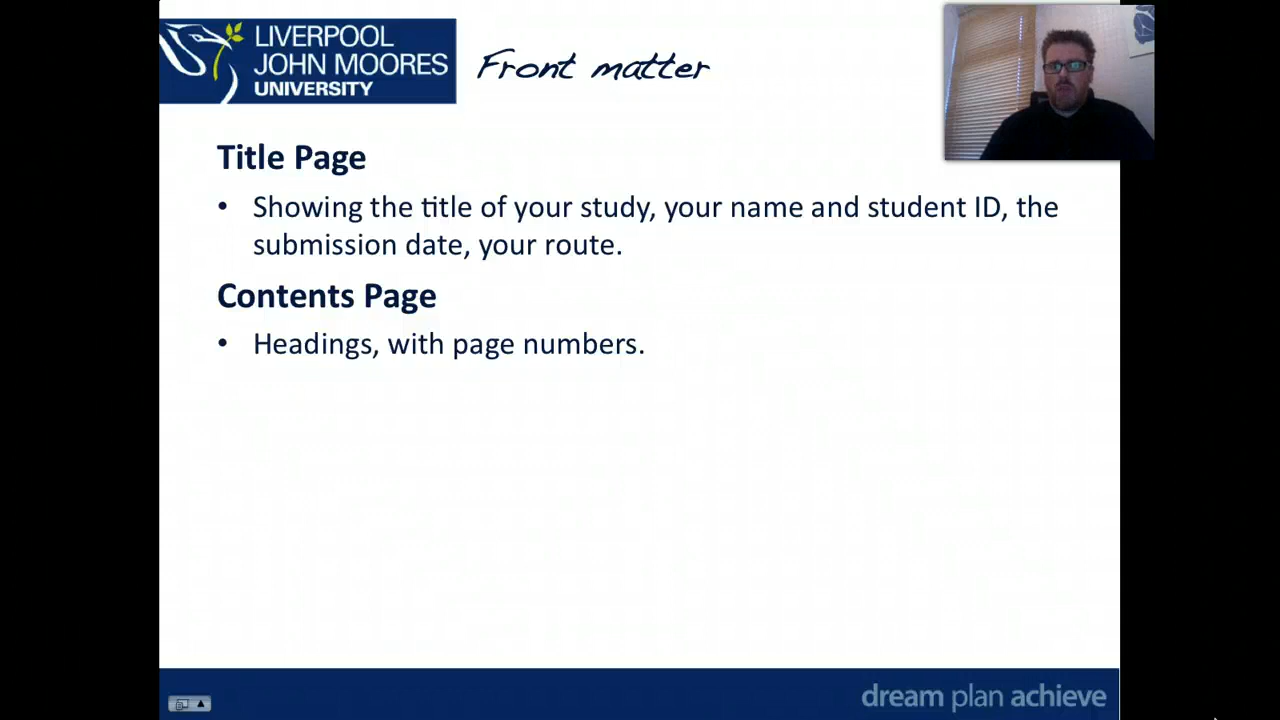 LIVERPOOL
JOHN MOORES
UNIVERSITY
Front matter
Title Page
• Showing the title of your study, your name and student ID, the
submission date, your route.
Contents Page
• Headings, with page numbers.
dream plan achieve